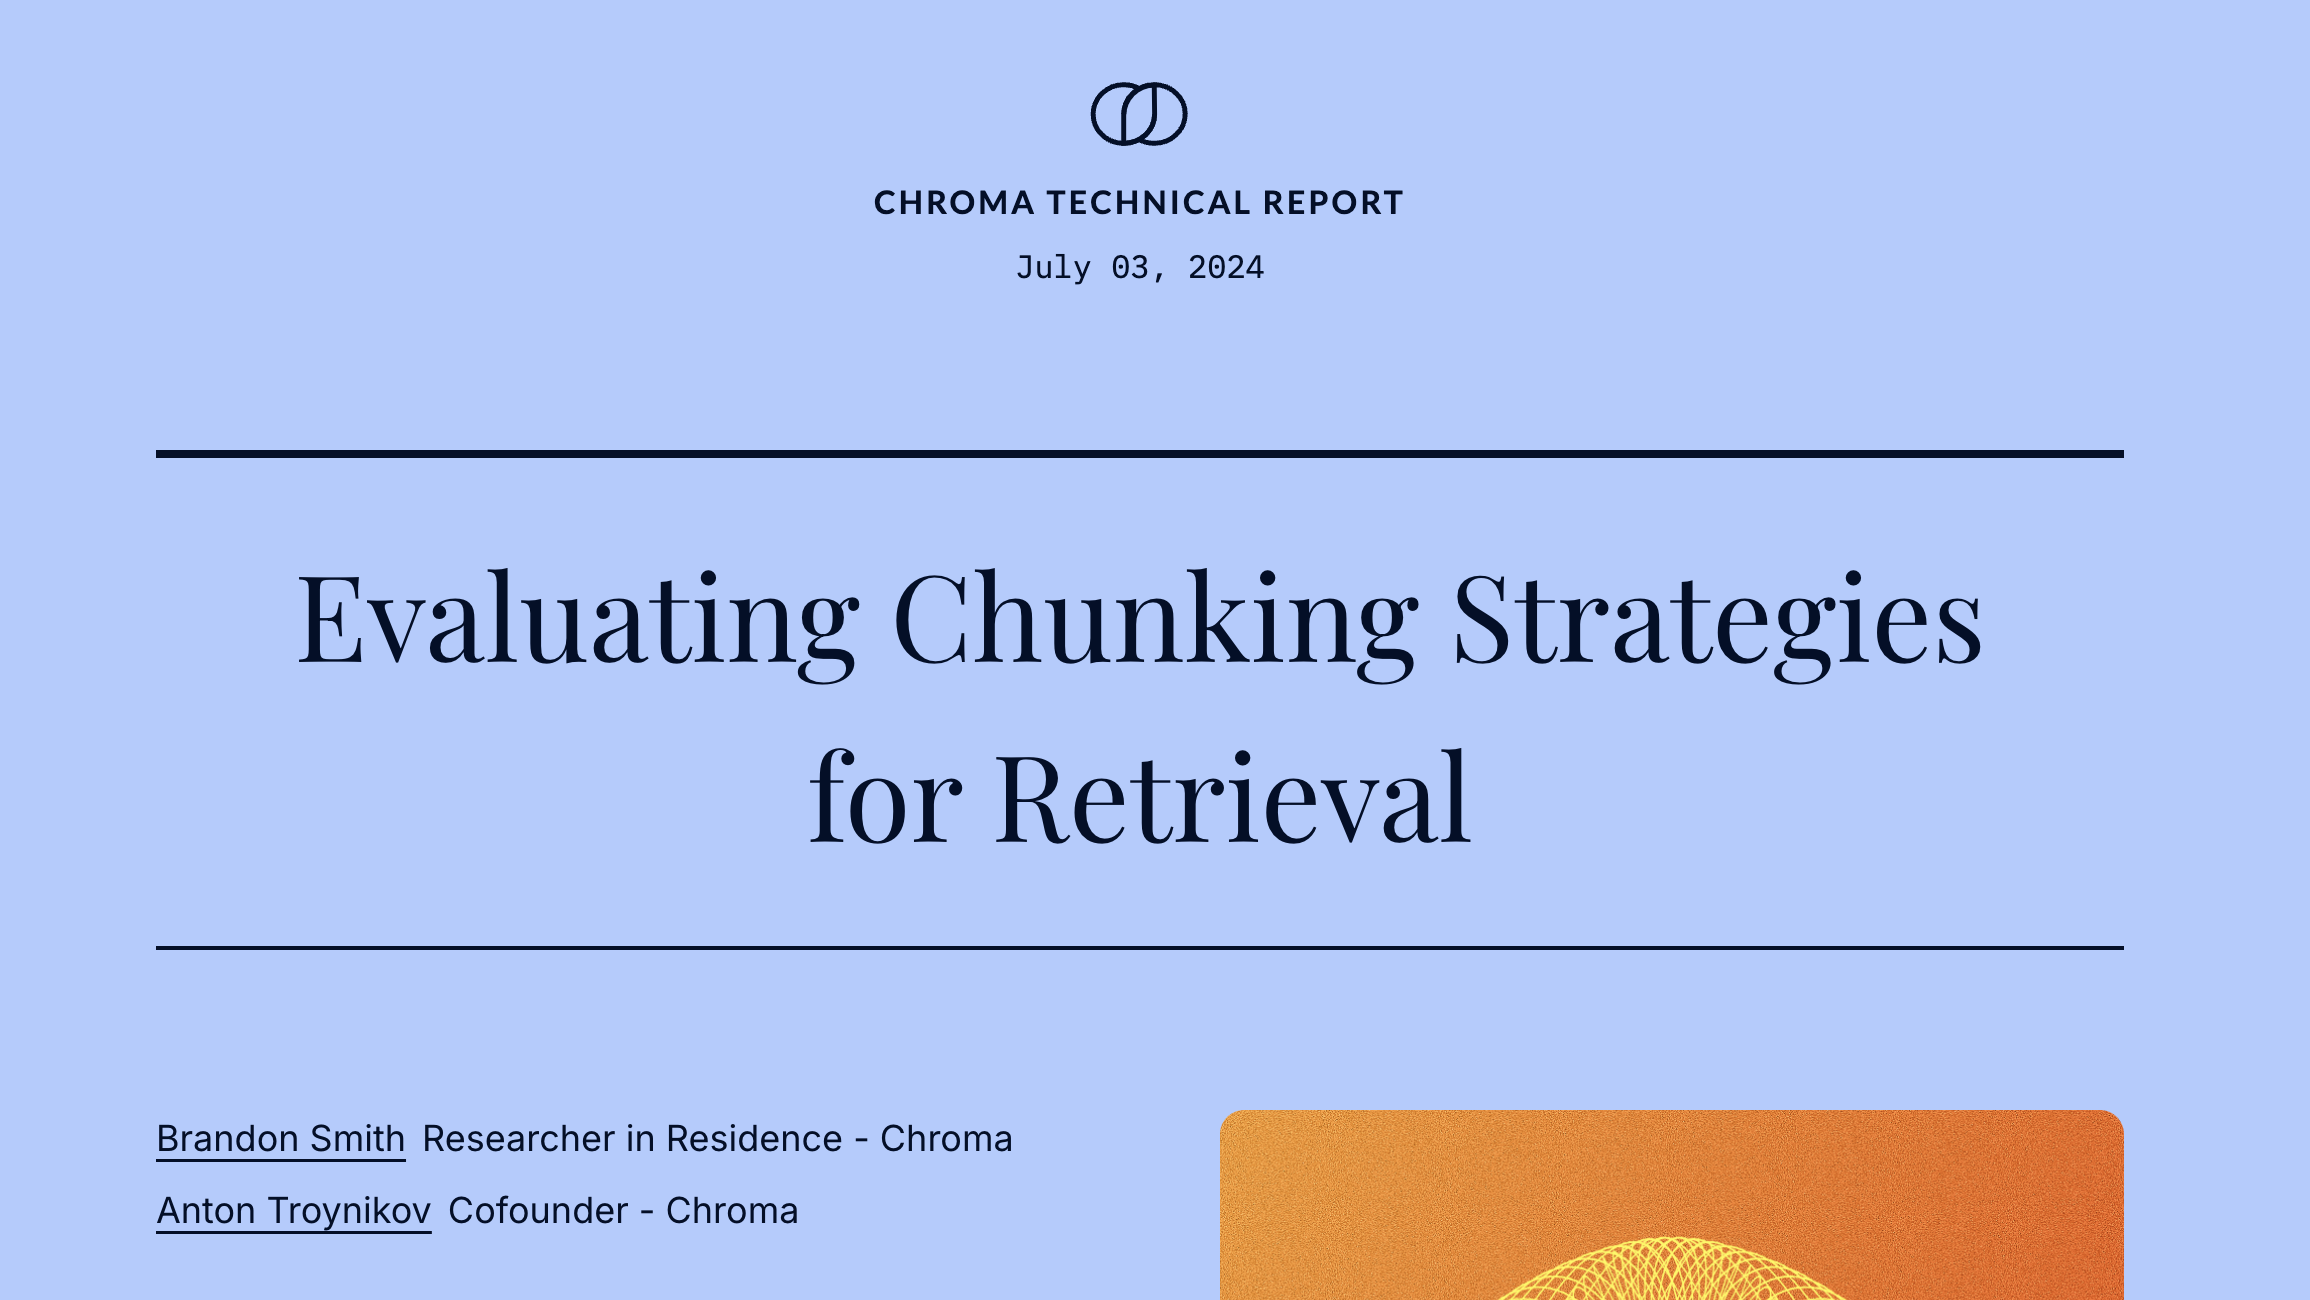 CHROMA TECHNICAL REPORT
July 03, 2024
Evaluating Chunking Strategies
for Retrieval
Brandon Smith Researcher in Residence - Chroma
Anton Troynikov Cofounder - Chroma